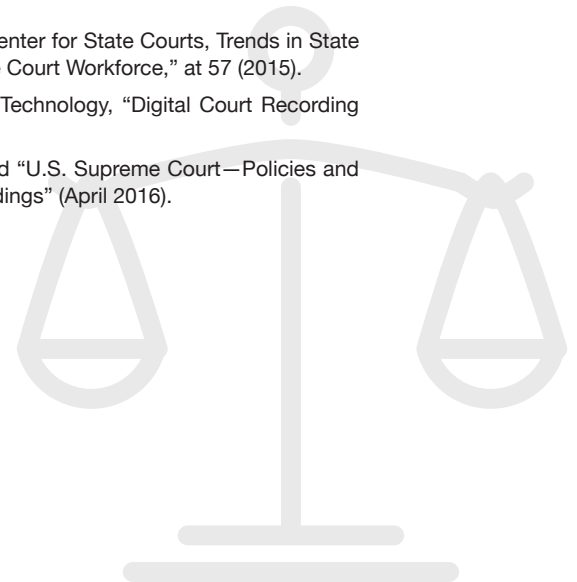 enter for State Courts, Trends in State
Court Workforce,” at 57 (2015).
Technology, “Digital Court Recording
“U.S. Supreme Court—Policies and
dings” (April 2016).